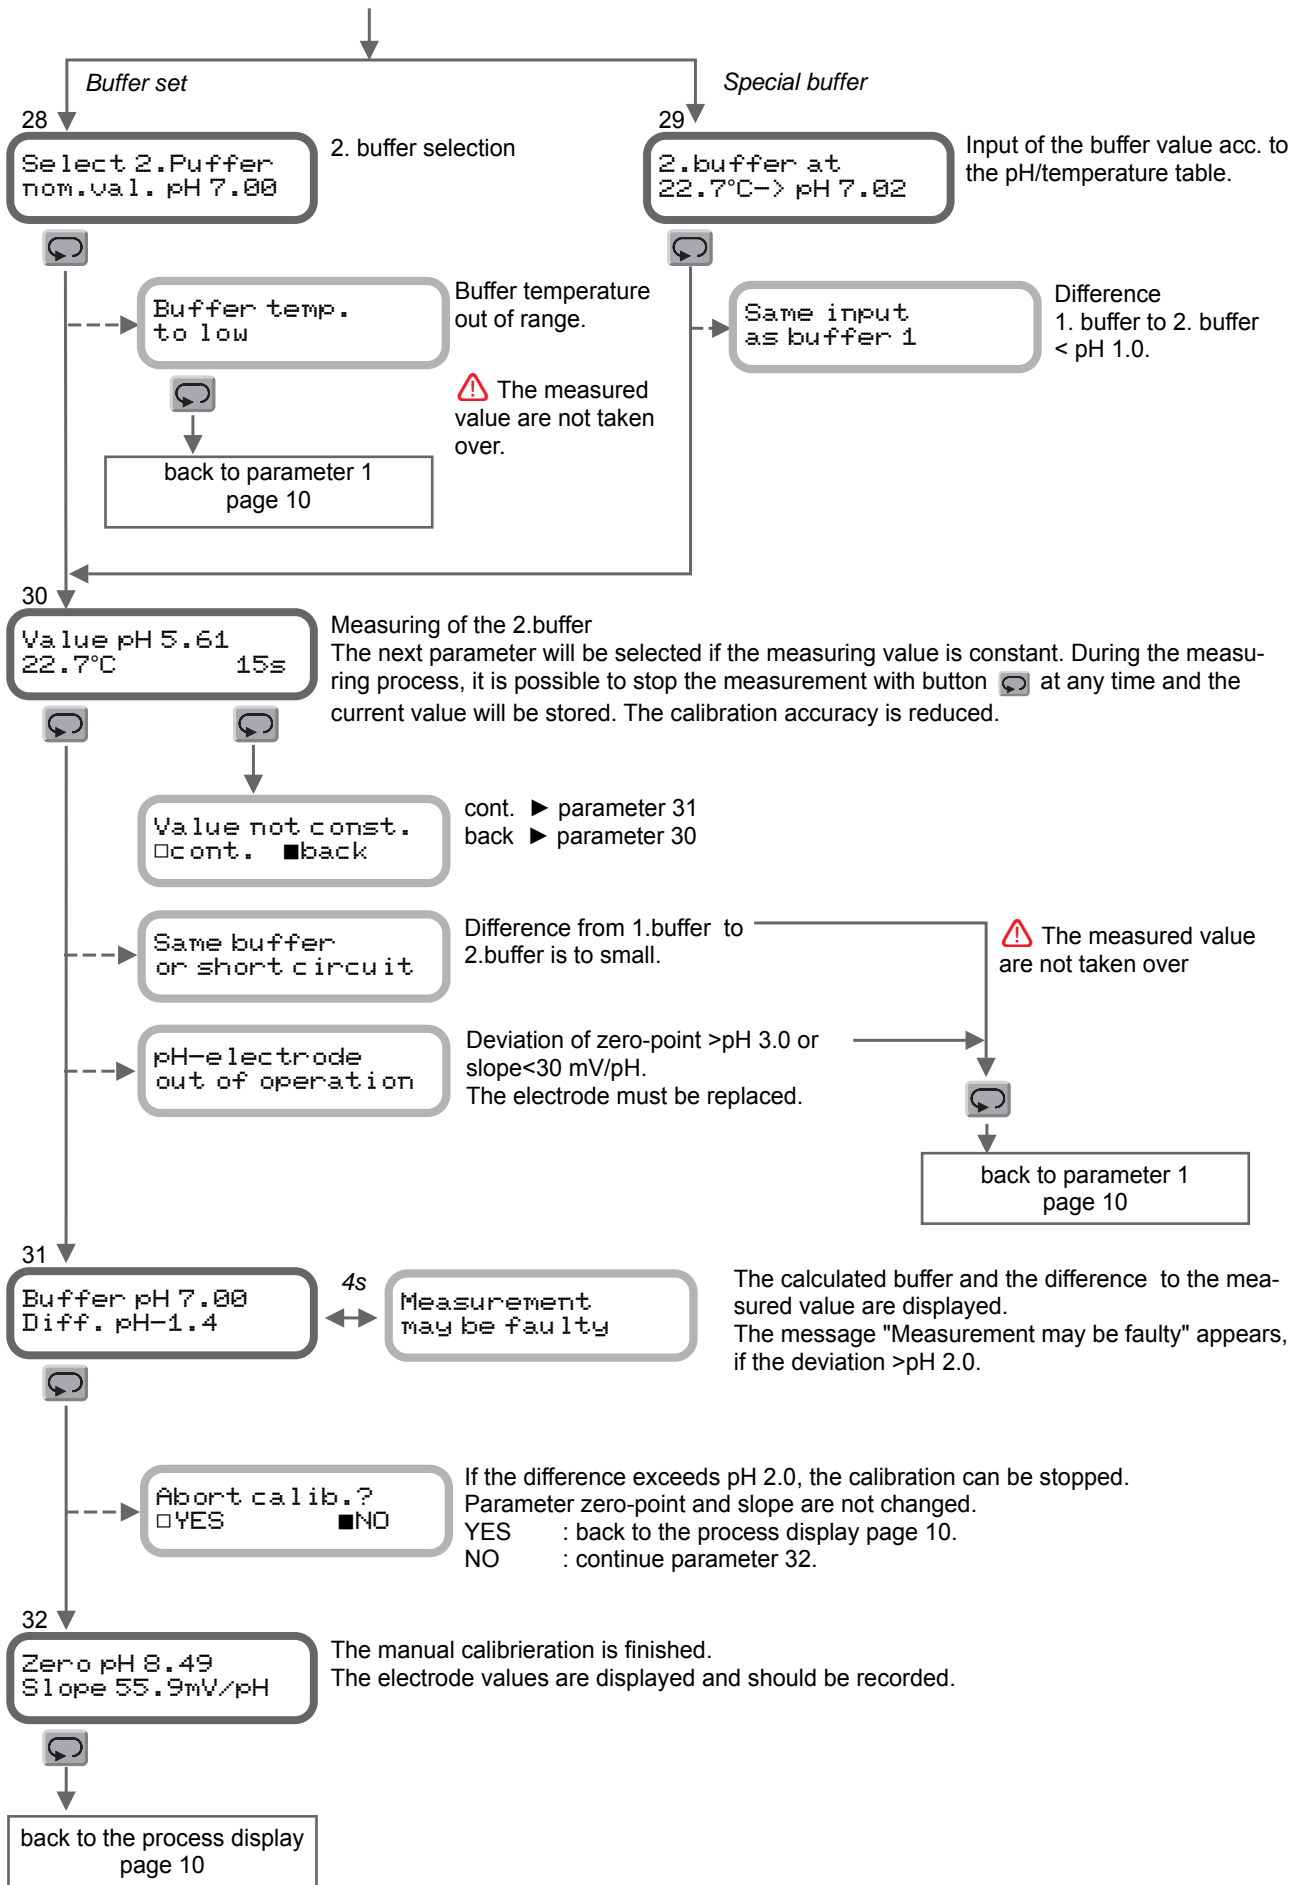 Buffer set
Special buffer
28
Select 2.Puffer
nom.val. pH 7.00
2. buffer selection
29
2.buffer at
22.7°C-> pH 7.02
Input of the buffer value acc. to
the pH/temperature table.
Buffer temp.
to low
Buffer temperature
out of range.
The measured
value are not taken
over.
Same input
as buffer 1
Difference
1. buffer to 2. buffer
< pH 1.0.
back to parameter 1
page 10
30
Value pH 5.61
22.7°C 15s
Measuring of the 2.buffer
The next parameter will be selected if the measuring value is constant. During the measu-
ring process, it is possible to stop the measurement with button at any time and the
current value will be stored. The calibration accuracy is reduced.
Value not const.
□cont. ■back
cont. ► parameter 31
back ► parameter 30
Same buffer
or short circuit
Difference from 1.buffer to
2.buffer is to small.
The measured value
are not taken over
pH-electrode
out of operation
Deviation of zero-point >pH 3.0 or
slope<30 mV/pH.
The electrode must be replaced.
back to parameter 1
page 10
31
Buffer pH 7.00
Diff. pH-1.4
4s
Measurement
may be faulty
The calculated buffer and the difference to the mea-
sured value are displayed.
The message "Measurement may be faulty" appears,
if the deviation >pH 2.0.
Abort calib.?
□YES ■NO
If the difference exceeds pH 2.0, the calibration can be stopped.
Parameter zero-point and slope are not changed.
YES : back to the process display page 10.
NO : continue parameter 32.
32
Zero pH 8.49
Slope 55.9mV/pH
The manual calibrieration is finished.
The electrode values are displayed and should be recorded.
back to the process display
page 10